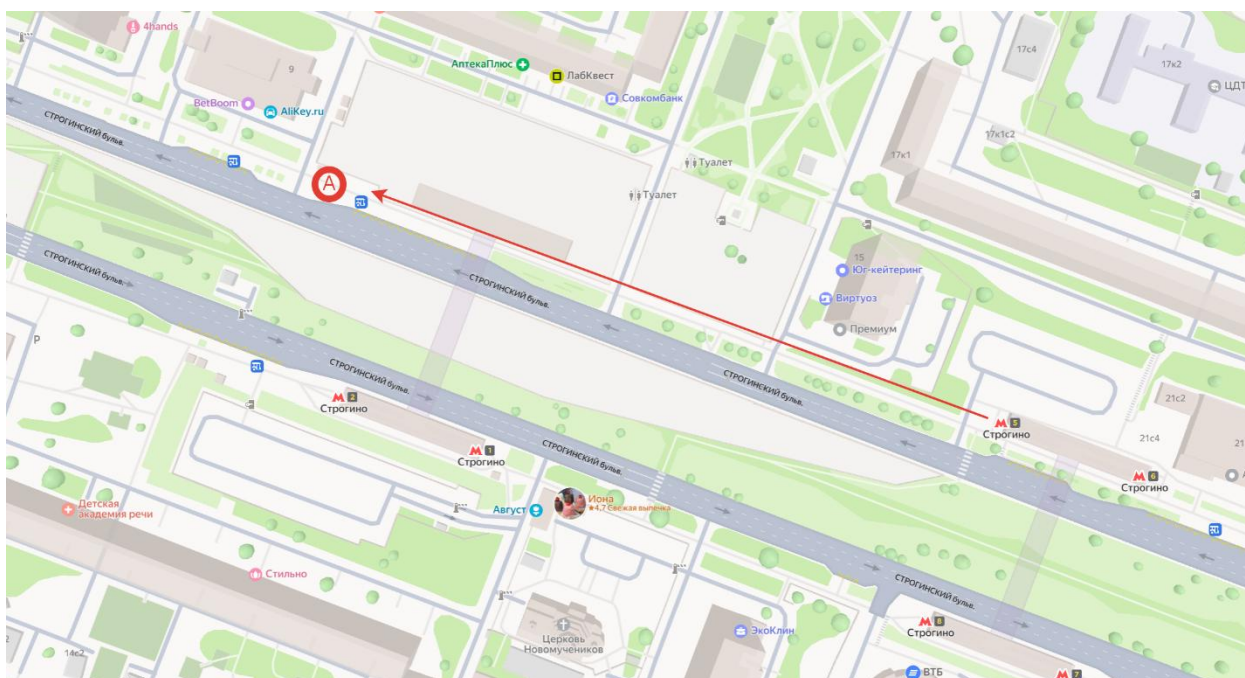 4hands
9
АптекаПлюс
ЛабКвест
Совкомбанк
BetBoom
AliKey.ru
17с4
17к2
ЦДТ
17к1с2
17к1
СТРОГИНСКИЙ бульв.
А
Туалет
Туалет
15
Юг-кейтеринг
Виртуоз
Премиум
СТРОГИНСКИЙ бульв.
СТРОГИНСКИЙ бульв.
Р
СТРОГИНСКИЙ бульв.
СТРОГИНСКИЙ бульв.
М 2
Строгино
М 5
Строгино
21с2
21с4
21
М 1
Строгино
М 6
Строгино
СТРОГИНСКИЙ бульв.
Детская
академия речи
Август
Иона
★4,7 Свежая выпечка
Стильно
СТРОГИНСКИЙ бульв.
Церковь
Новомучеников
ЭкоКлин
М 8
Строгино
14с2
ВТБ
М 7